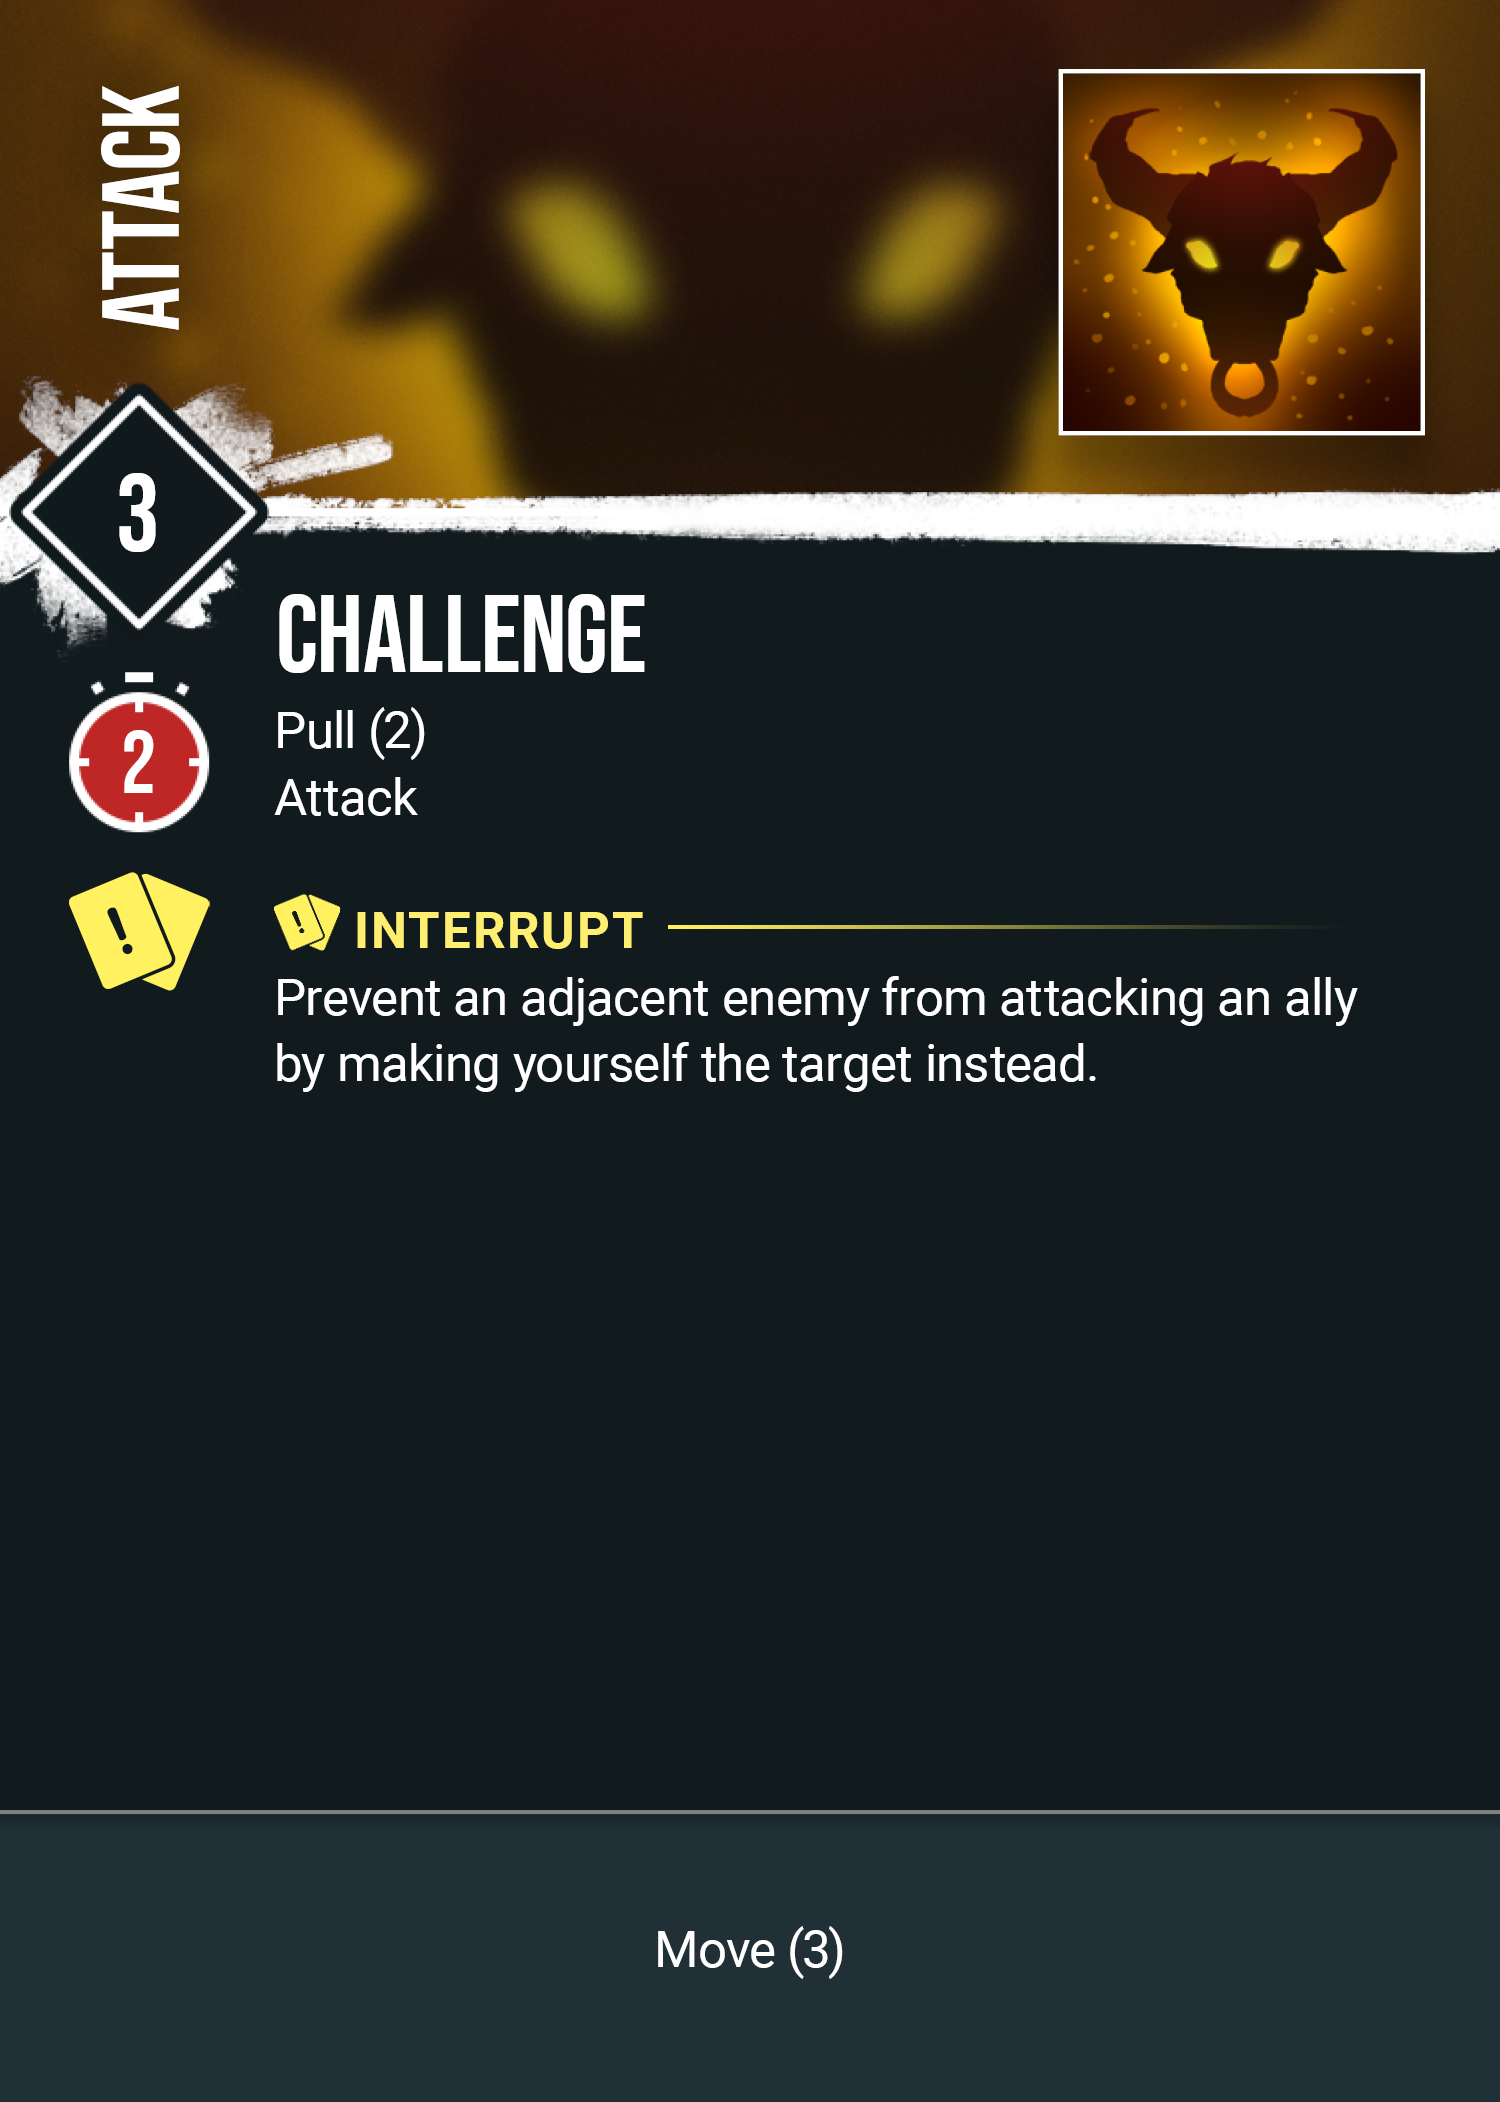 ATTACK
3
CHALLENGE
2
Pull (2)
Attack
! ! INTERRUPT
Prevent an adjacent enemy from attacking an ally
by making yourself the target instead.
Move (3)